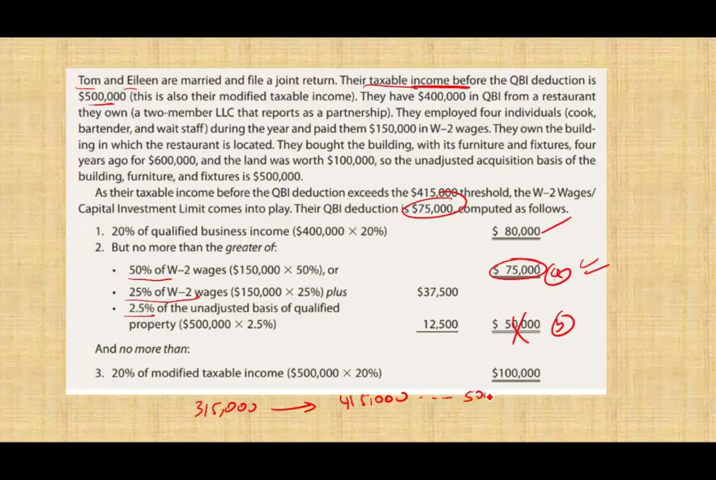 Tom and Eileen are married and file a joint return. Their taxable income before the QBI deduction is
$500,000 (this is also their modified taxable income). They have $400,000 in QBI from a restaurant
they own (a two-member LLC that reports as a partnership). They employed four individuals (cook,
bartender, and wait staff) during the year and paid them $150,000 in W–2 wages. They own the build-
ing in which the restaurant is located. They bought the building, with its furniture and fixtures, four
years ago for $600,000, and the land was worth $100,000, so the unadjusted acquisition basis of the
building, furniture, and fixtures is $500,000.
As their taxable income before the QBI deduction exceeds the $415,000 threshold, the W–2 Wages/
Capital Investment Limit comes into play. Their QBI deduction is $75,000, computed as follows.
1. 20% of qualified business income ($400,000 × 20%) $ 80,000
2. But no more than the greater of:
• 50% of W–2 wages ($150,000 × 50%), or $ 75,000 (a)
• 25% of W–2 wages ($150,000 × 25%) plus $37,500
• 2.5% of the unadjusted basis of qualified
property ($500,000 × 2.5%) 12,500 $ 50,000 (b)
And no more than:
3. 20% of modified taxable income ($500,000 × 20%) $100,000
315,000 → 415,000 ---